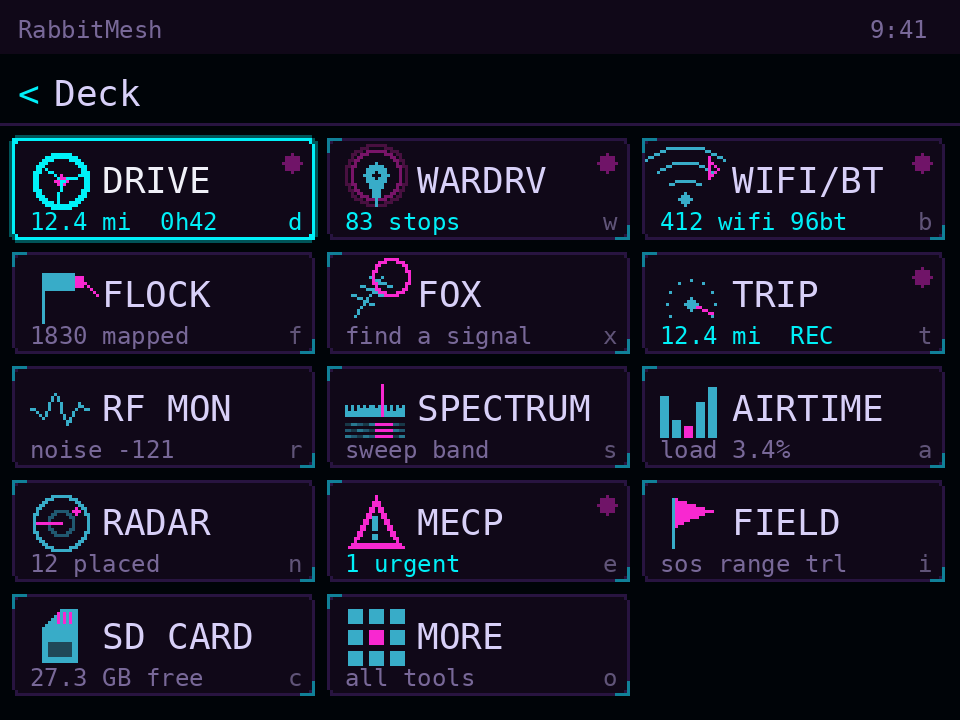 RabbitMesh 9:41
< Deck
DRIVE
12.4 mi  0h42 d
WARDRV
83 stops w
WIFI/BT
412 wifi 96bt b
FLOCK
1830 mapped f
FOX
find a signal x
TRIP
12.4 mi  REC t
RF MON
noise -121 r
SPECTRUM
sweep band s
AIRTIME
load 3.4% a
RADAR
12 placed n
MECP
1 urgent e
FIELD
sos range trl i
SD CARD
27.3 GB free c
MORE
all tools o